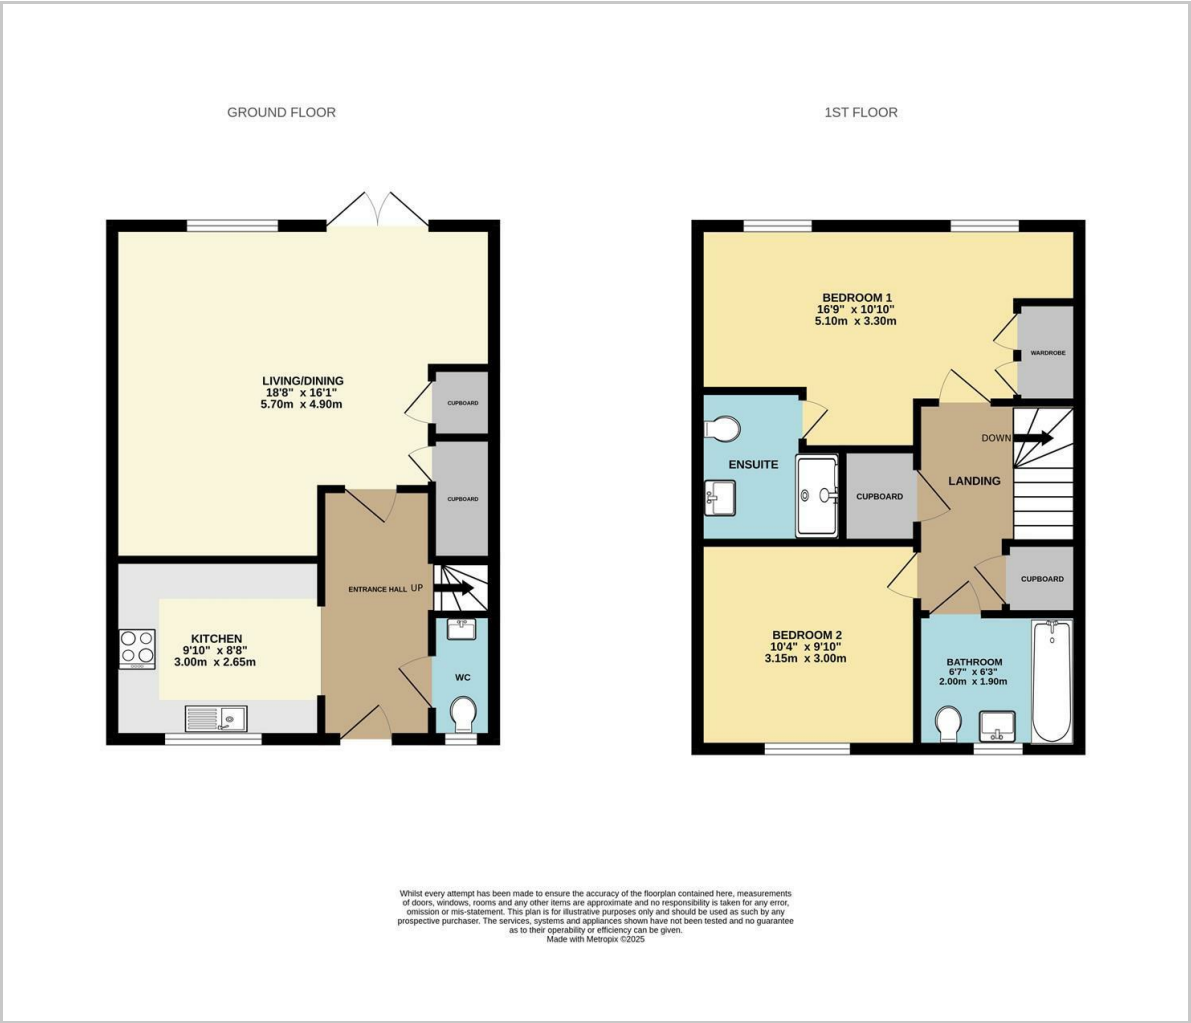 GROUND FLOOR
1ST FLOOR
LIVING/DINING
18'8" x 16'1"
5.70m x 4.90m
CUPBOARD
CUPBOARD
ENTRANCE HALL
UP
KITCHEN
9'10" x 8'8"
3.00m x 2.65m
WC
BEDROOM 1
16'9" x 10'10"
5.10m x 3.30m
WARDROBE
DOWN
ENSUITE
LANDING
CUPBOARD
CUPBOARD
BEDROOM 2
10'4" x 9'10"
3.15m x 3.00m
BATHROOM
6'7" x 6'3"
2.00m x 1.90m
Whilst every attempt has been made to ensure the accuracy of the floorplan contained here, measurements
of doors, windows, rooms and any other items are approximate and no responsibility is taken for any error,
omission or mis-statement. This plan is for illustrative purposes only and should be used as such by any
prospective purchaser. The services, systems and appliances shown have not been tested and no guarantee
as to their operability or efficiency can be given.
Made with Metropix ©2025